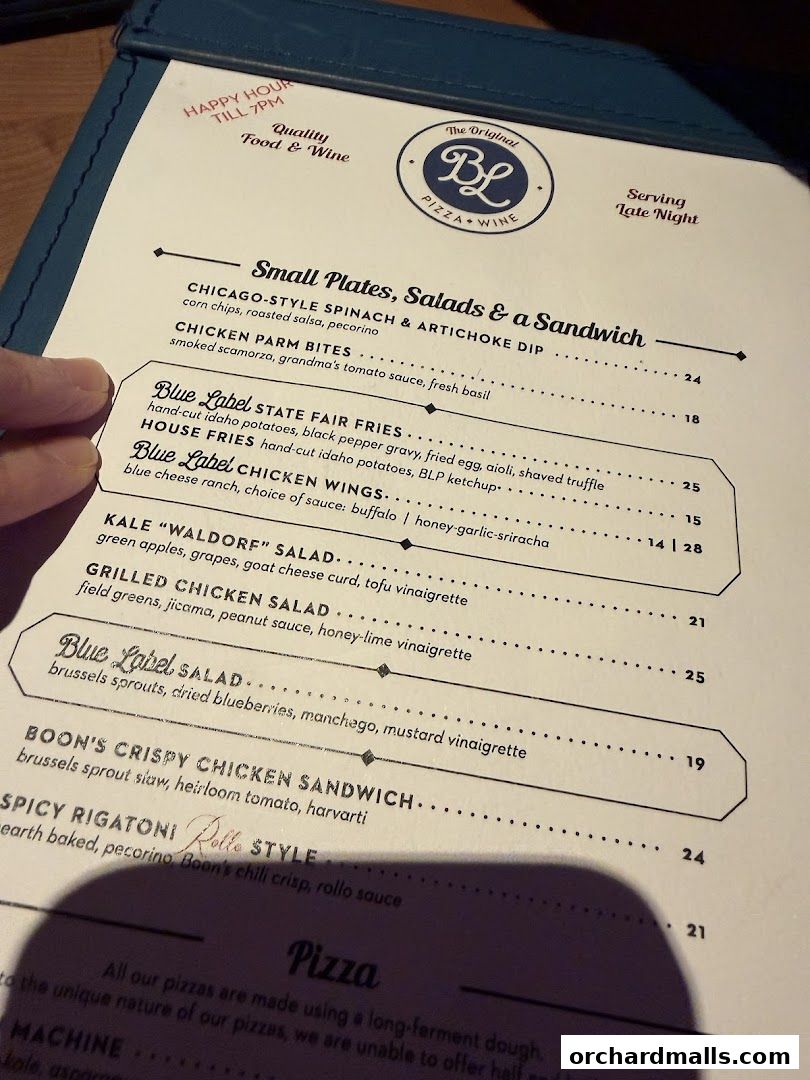 HAPPY HOUR
TILL 7PM
Quality
Food & Wine
The Original
BL
PIZZA + WINE
Serving
Late Night
Small Plates, Salads & a Sandwich
CHICAGO-STYLE SPINACH & ARTICHOKE DIP 24
corn chips, roasted salsa, pecorino
CHICKEN PARM BITES 18
smoked scamorza, grandma's tomato sauce, fresh basil
Blue Label STATE FAIR FRIES 25
hand-cut idaho potatoes, black pepper gravy, fried egg, aioli, shaved truffle
HOUSE FRIES hand-cut idaho potatoes, BLP ketchup 15
Blue Label CHICKEN WINGS 14 | 28
blue cheese ranch, choice of sauce: buffalo | honey-garlic-sriracha
KALE “WALDORF” SALAD 21
green apples, grapes, goat cheese curd, tofu vinaigrette
GRILLED CHICKEN SALAD 25
field greens, jicama, peanut sauce, honey-lime vinaigrette
Blue Label SALAD 19
brussels sprouts, dried blueberries, manchego, mustard vinaigrette
BOON'S CRISPY CHICKEN SANDWICH 24
brussels sprout slaw, heirloom tomato, harvarti
SPICY RIGATONI Rollo STYLE 21
hearth baked, pecorino, Boon's chili crisp, rollo sauce
Pizza
All our pizzas are made using a long-ferment dough.
to the unique nature of our pizzas, we are unable to offer half and
MACHINE
kale,
orchardmalls.com